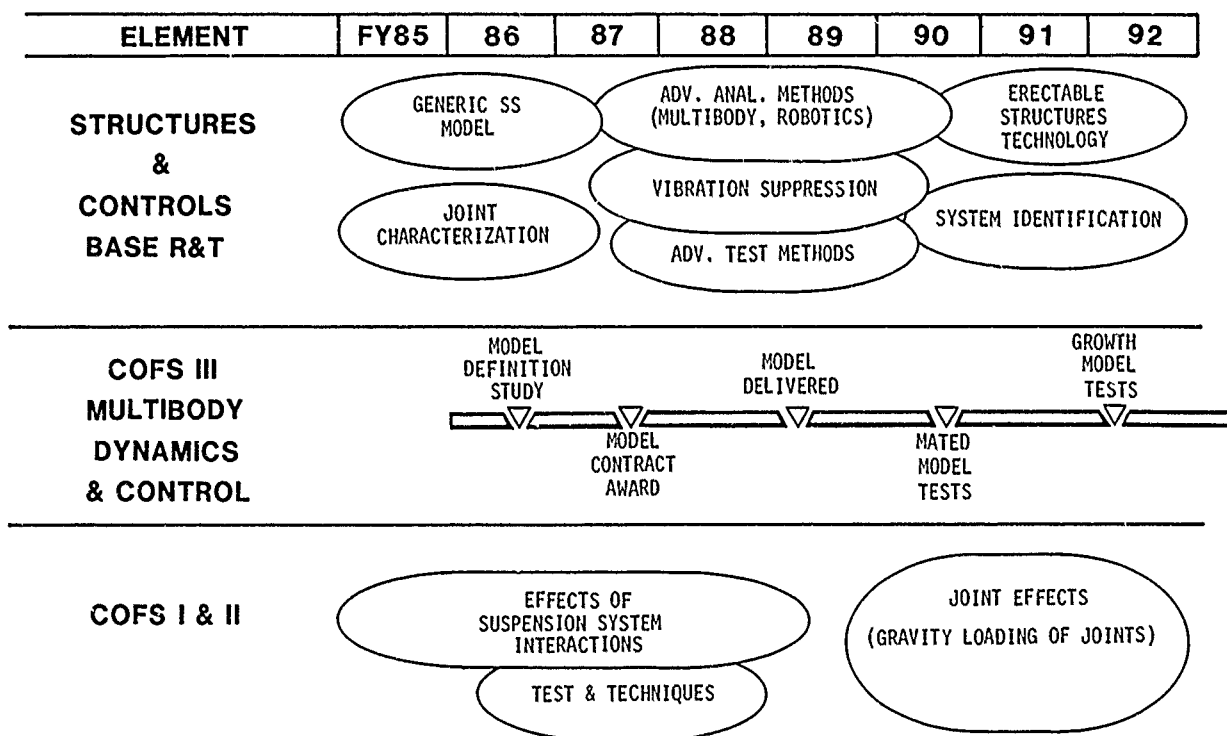 ELEMENT FY85 86 87 88 89 90 91 92
STRUCTURES
&
CONTROLS
BASE R&T
GENERIC SS
MODEL
ADV. ANAL. METHODS
(MULTIBODY, ROBOTICS)
ERECTABLE
STRUCTURES
TECHNOLOGY
JOINT
CHARACTERIZATION
VIBRATION SUPPRESSION
ADV. TEST METHODS
SYSTEM IDENTIFICATION
COFS III
MULTIBODY
DYNAMICS
& CONTROL
MODEL
DEFINITION
STUDY
MODEL
CONTRACT
AWARD
MODEL
DELIVERED
MATED
MODEL
TESTS
GROWTH
MODEL
TESTS
COFS I & II
EFFECTS OF
SUSPENSION SYSTEM
INTERACTIONS
TEST & TECHNIQUES
JOINT EFFECTS
(GRAVITY LOADING OF JOINTS)